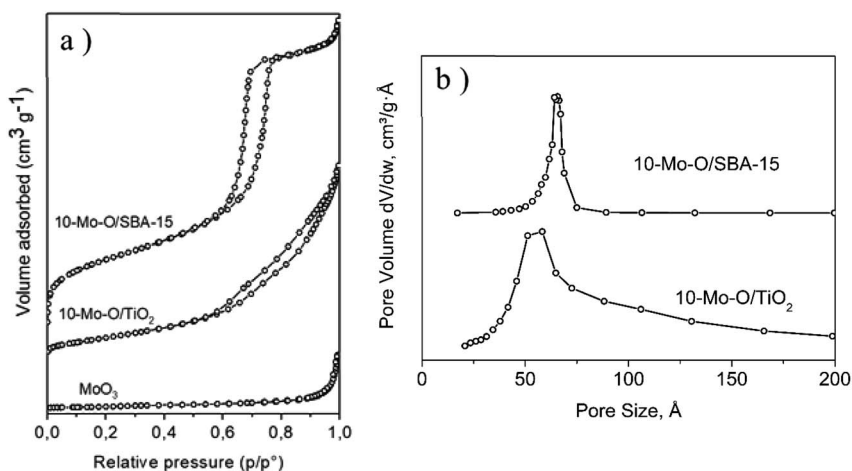 a )
Volume adsorbed (cm³ g⁻¹)
10-Mo-O/SBA-15
10-Mo-O/TiO₂
MoO₃
0,0 0,2 0,4 0,6 0,8 1,0
Relative pressure (p/p°)
b )
Pore Volume dV/dw, cm³/g·Å
10-Mo-O/SBA-15
10-Mo-O/TiO₂
0 50 100 150 200
Pore Size, Å